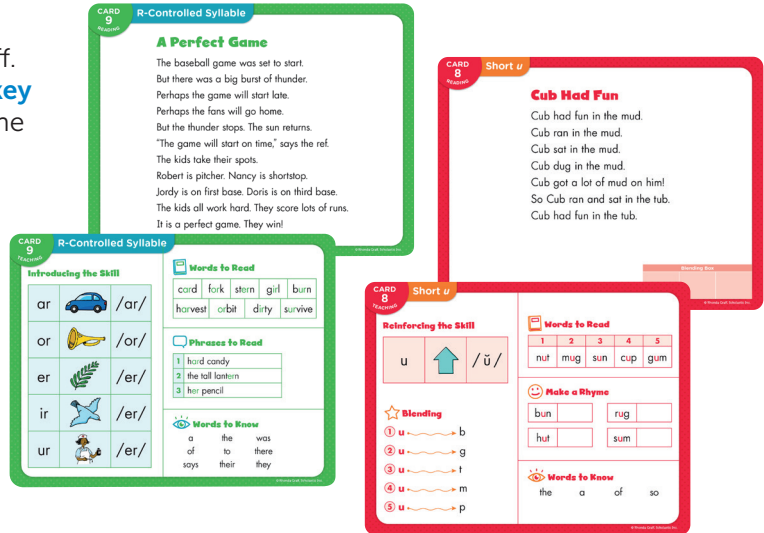 ff.
key
ne
CARD
9
READING
R-Controlled Syllable
A Perfect Game
The baseball game was set to start.
But there was a big burst of thunder.
Perhaps the game will start late.
Perhaps the fans will go home.
But the thunder stops. The sun returns.
"The game will start on time," says the ref.
The kids take their spots.
Robert is pitcher. Nancy is shortstop.
Jordy is on first base. Doris is on third base.
The kids all work hard. They score lots of runs.
It is a perfect game. They win!
CARD
8
READING
Short u
Cub Had Fun
Cub had fun in the mud.
Cub ran in the mud.
Cub sat in the mud.
Cub dug in the mud.
Cub got a lot of mud on him!
So Cub ran and sat in the tub.
Cub had fun in the tub.
Blending Box
CARD
9
TEACHING
R-Controlled Syllable
Introducing the Skill
ar /ar/
or /or/
er /er/
ir /er/
ur /er/
Words to Read
card fork stern girl burn
harvest orbit dirty survive
Phrases to Read
1 hard candy
2 the tall lantern
3 her pencil
Words to Know
a the was
of to there
says their they
CARD
8
TEACHING
Short u
Reinforcing the Skill
u /ŭ/
Blending
1 u b
2 u g
3 u t
4 u m
5 u p
Words to Read
1 2 3 4 5
nut mug sun cup gum
Make a Rhyme
bun rug
hut sum
Words to Know
the a of so